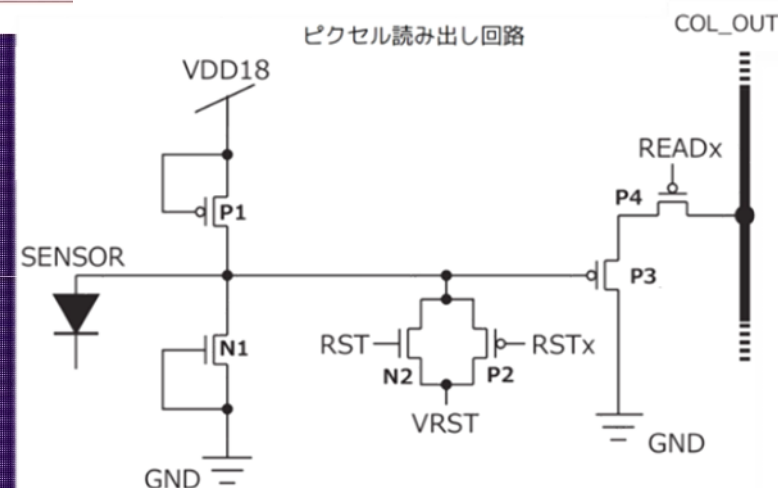 ピクセル読み出し回路
COL_OUT
VDD18
READx
P4
P1
SENSOR
P3
N1
RST
RSTx
N2
P2
VRST
GND
GND